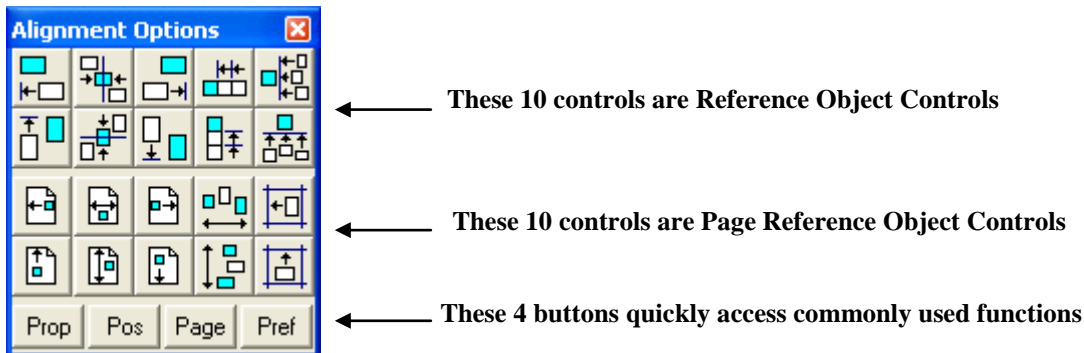 Alignment Options
These 10 controls are Reference Object Controls
These 10 controls are Page Reference Object Controls
Prop Pos Page Pref
These 4 buttons quickly access commonly used functions